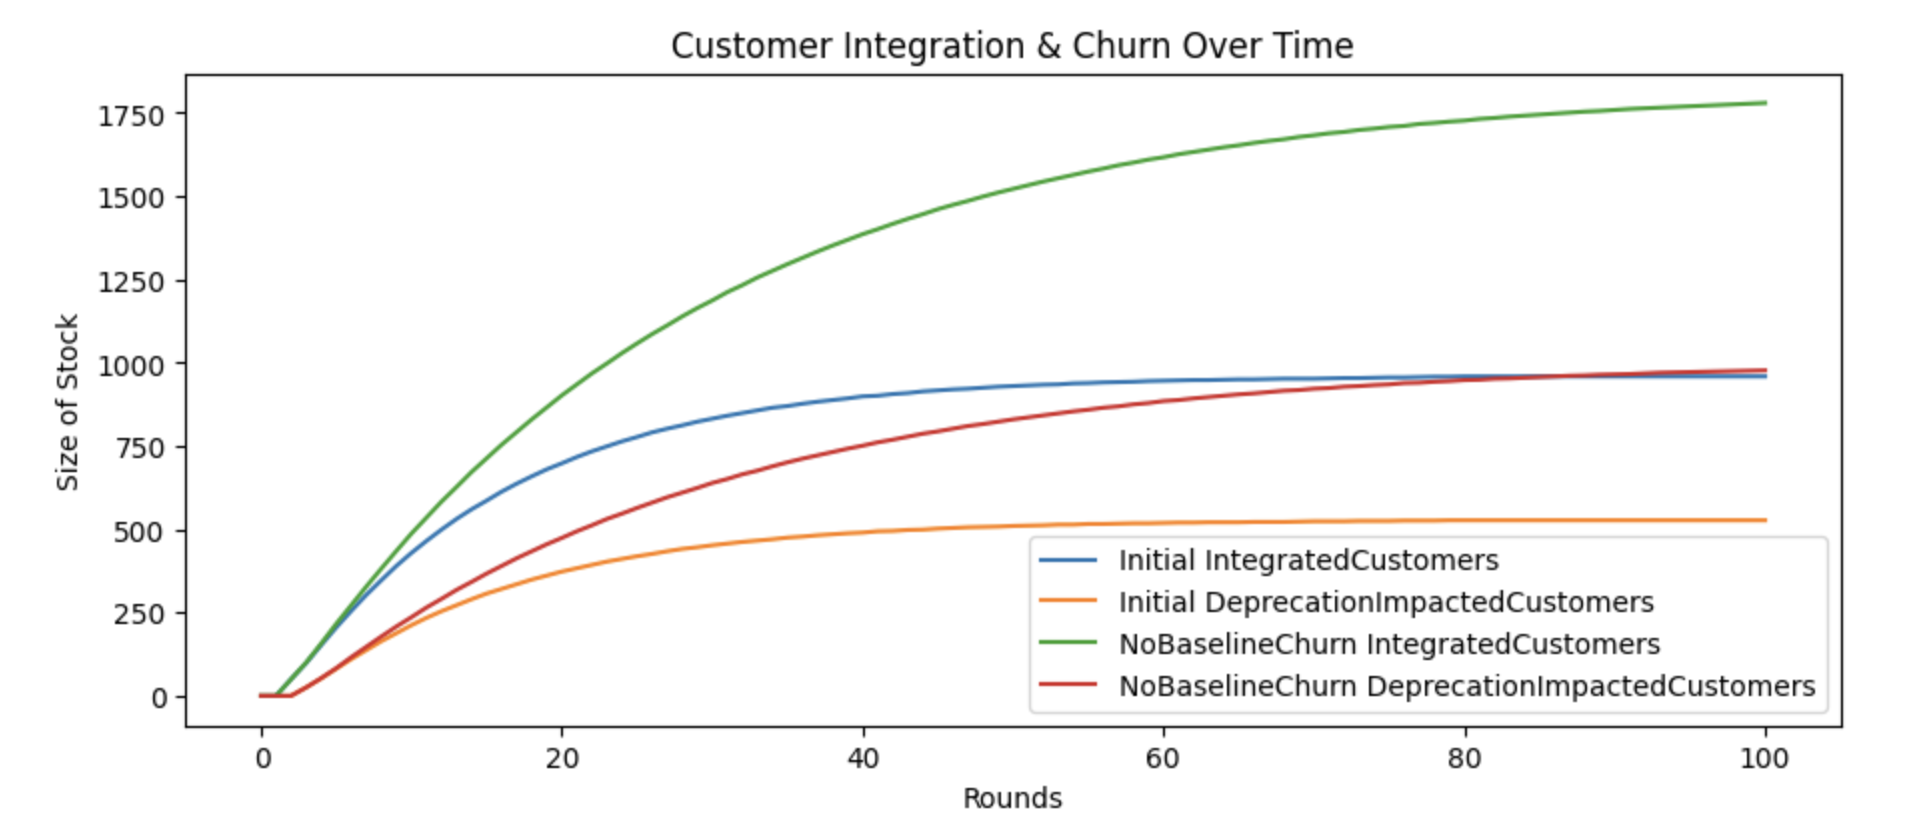 Customer Integration & Churn Over Time
Size of Stock
1750
1500
1250
1000
750
500
250
0
Initial IntegratedCustomers
Initial DeprecationImpactedCustomers
NoBaselineChurn IntegratedCustomers
NoBaselineChurn DeprecationImpactedCustomers
0 20 40 60 80 100
Rounds